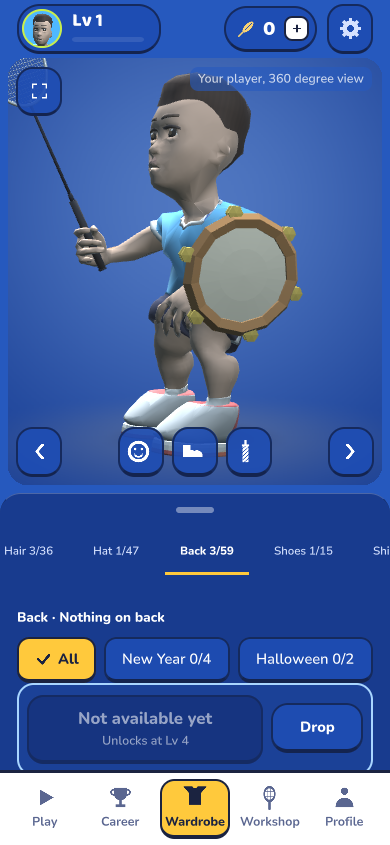 Lv 1
0
+
Your player, 360 degree view
Hair 3/36
Hat 1/47
Back 3/59
Shoes 1/15
Shi
Back · Nothing on back
All
New Year 0/4
Halloween 0/2
Not available yet
Unlocks at Lv 4
Drop
Play
Career
Wardrobe
Workshop
Profile